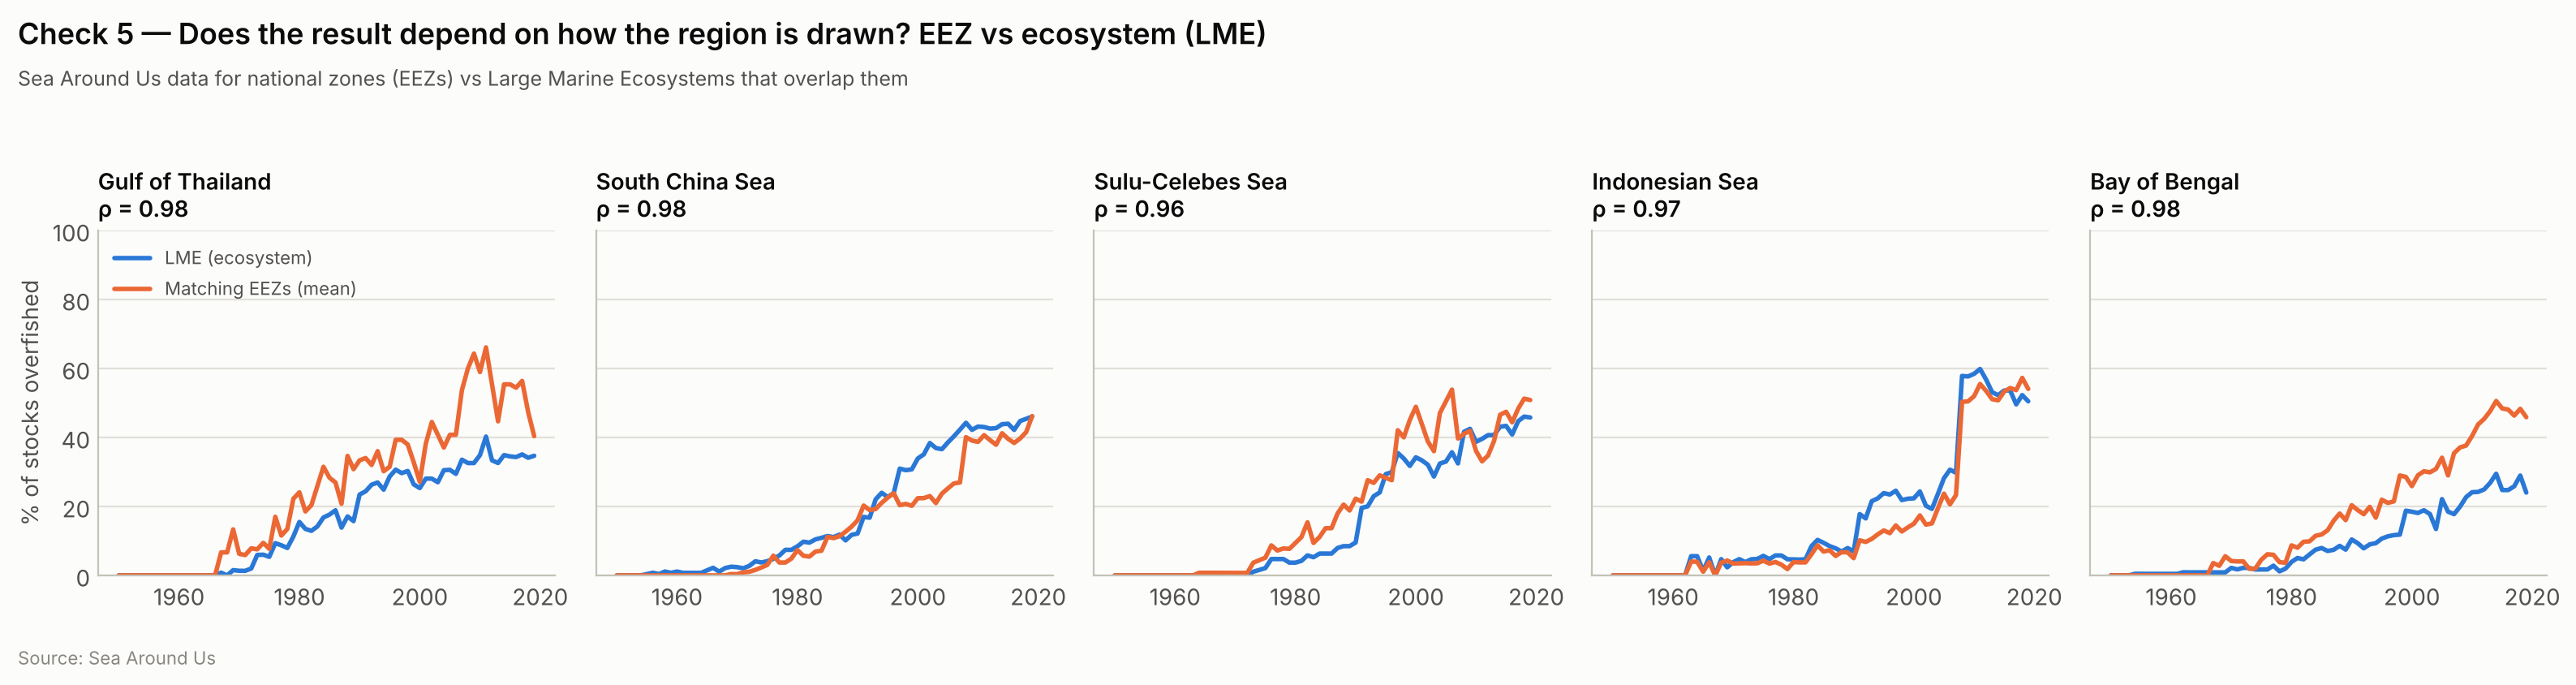 Check 5 — Does the result depend on how the region is drawn? EEZ vs ecosystem (LME)
Sea Around Us data for national zones (EEZs) vs Large Marine Ecosystems that overlap them
Gulf of Thailand
ρ = 0.98
South China Sea
ρ = 0.98
Sulu-Celebes Sea
ρ = 0.96
Indonesian Sea
ρ = 0.97
Bay of Bengal
ρ = 0.98
% of stocks overfished
100
80
60
40
20
0
LME (ecosystem)
Matching EEZs (mean)
1960 1980 2000 2020
1960 1980 2000 2020
1960 1980 2000 2020
1960 1980 2000 2020
1960 1980 2000 2020
Source: Sea Around Us